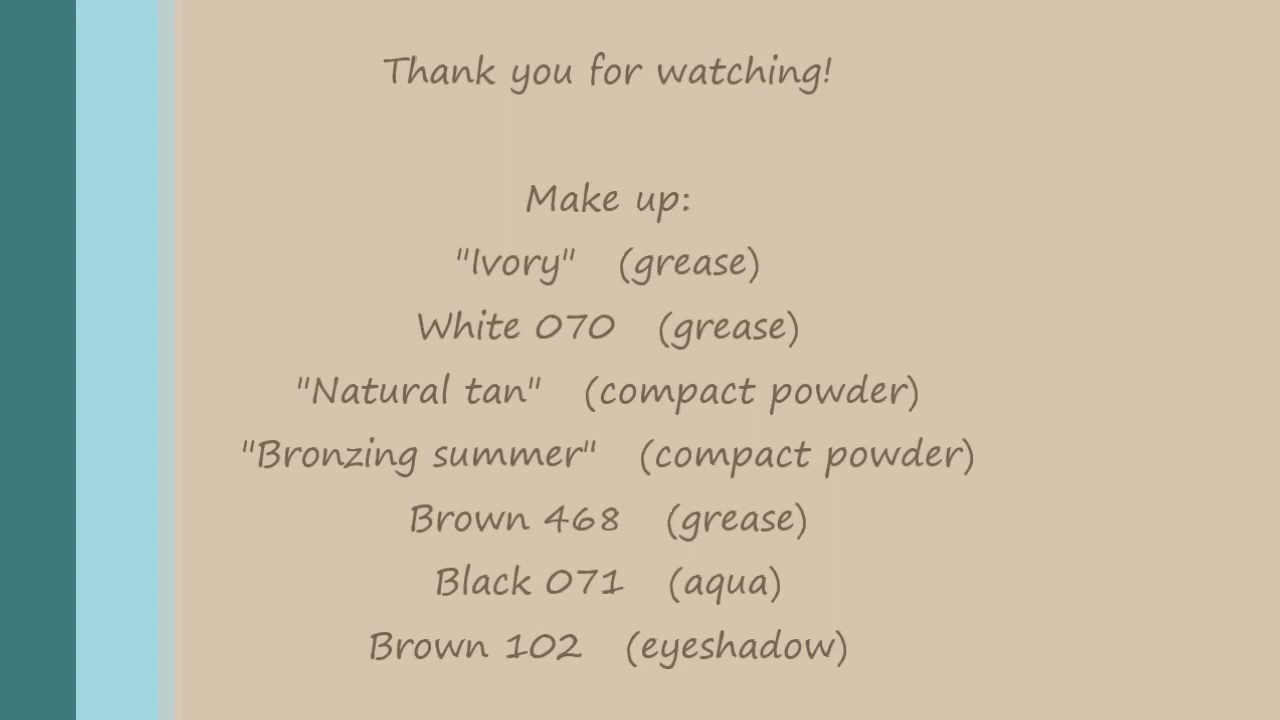 Thank you for watching!
Make up:
"Ivory" (grease)
White 070 (grease)
"Natural tan" (compact powder)
"Bronzing summer" (compact powder)
Brown 468 (grease)
Black 071 (aqua)
Brown 102 (eyeshadow)